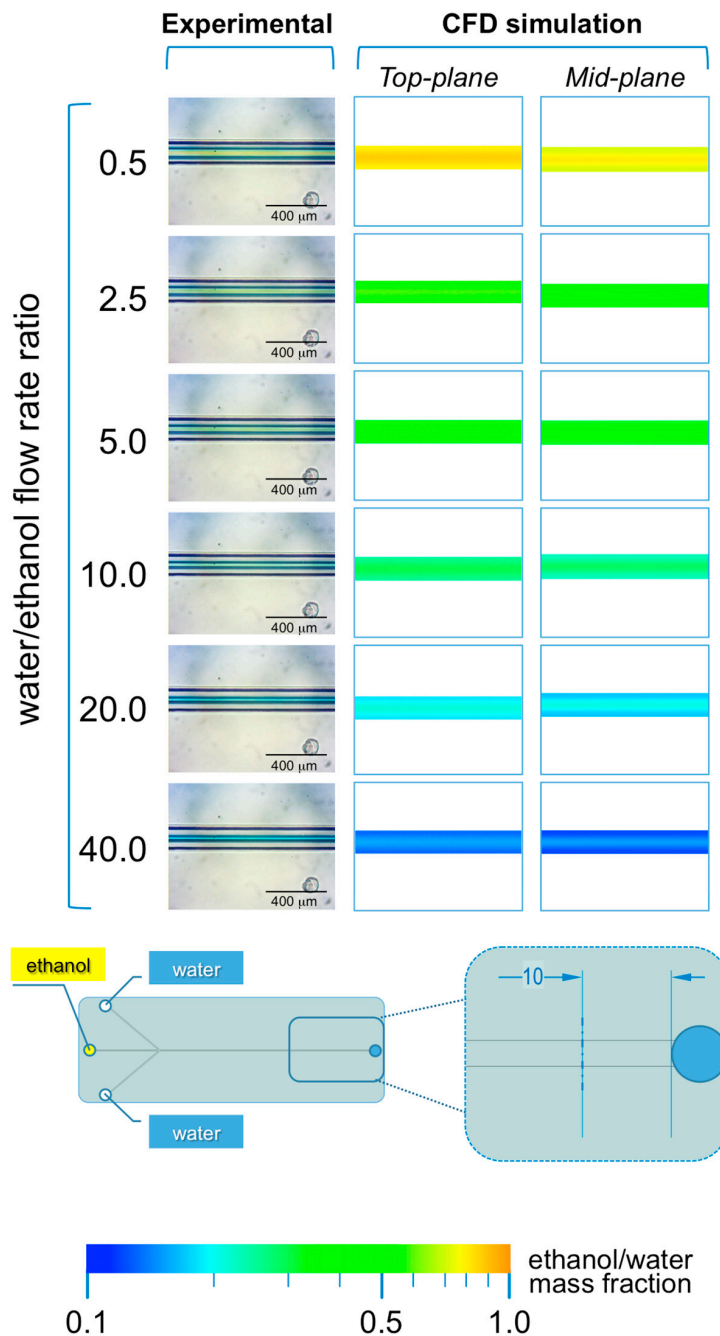 Experimental
CFD simulation
Top-plane
Mid-plane
water/ethanol flow rate ratio
0.5
400 μm
2.5
400 μm
5.0
400 μm
10.0
400 μm
20.0
400 μm
40.0
400 μm
ethanol
water
water
10
ethanol/water
mass fraction
0.1
0.5
1.0